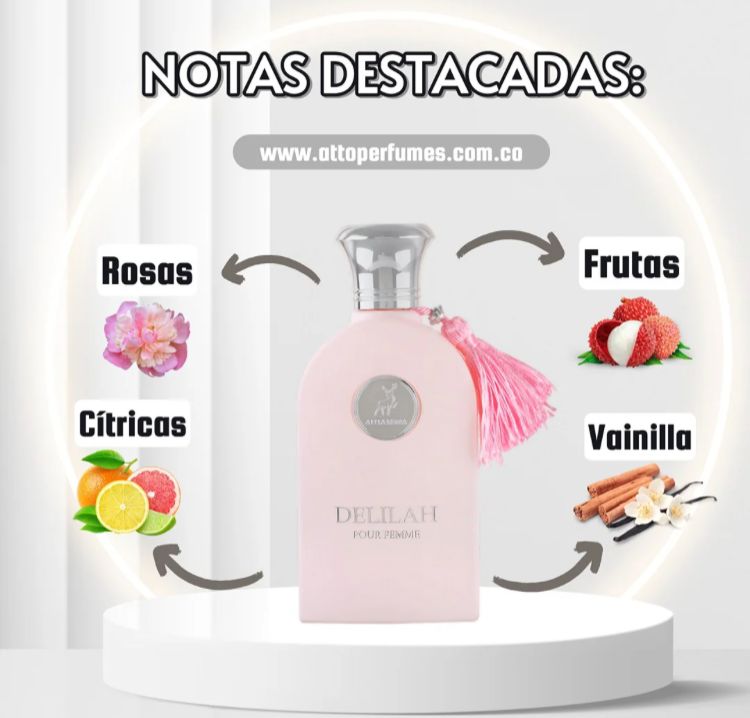 NOTAS DESTACADAS:
www.attoperfumes.com.co
Rosas
Frutas
Cítricas
Vainilla
DELILAH
POUR FEMME